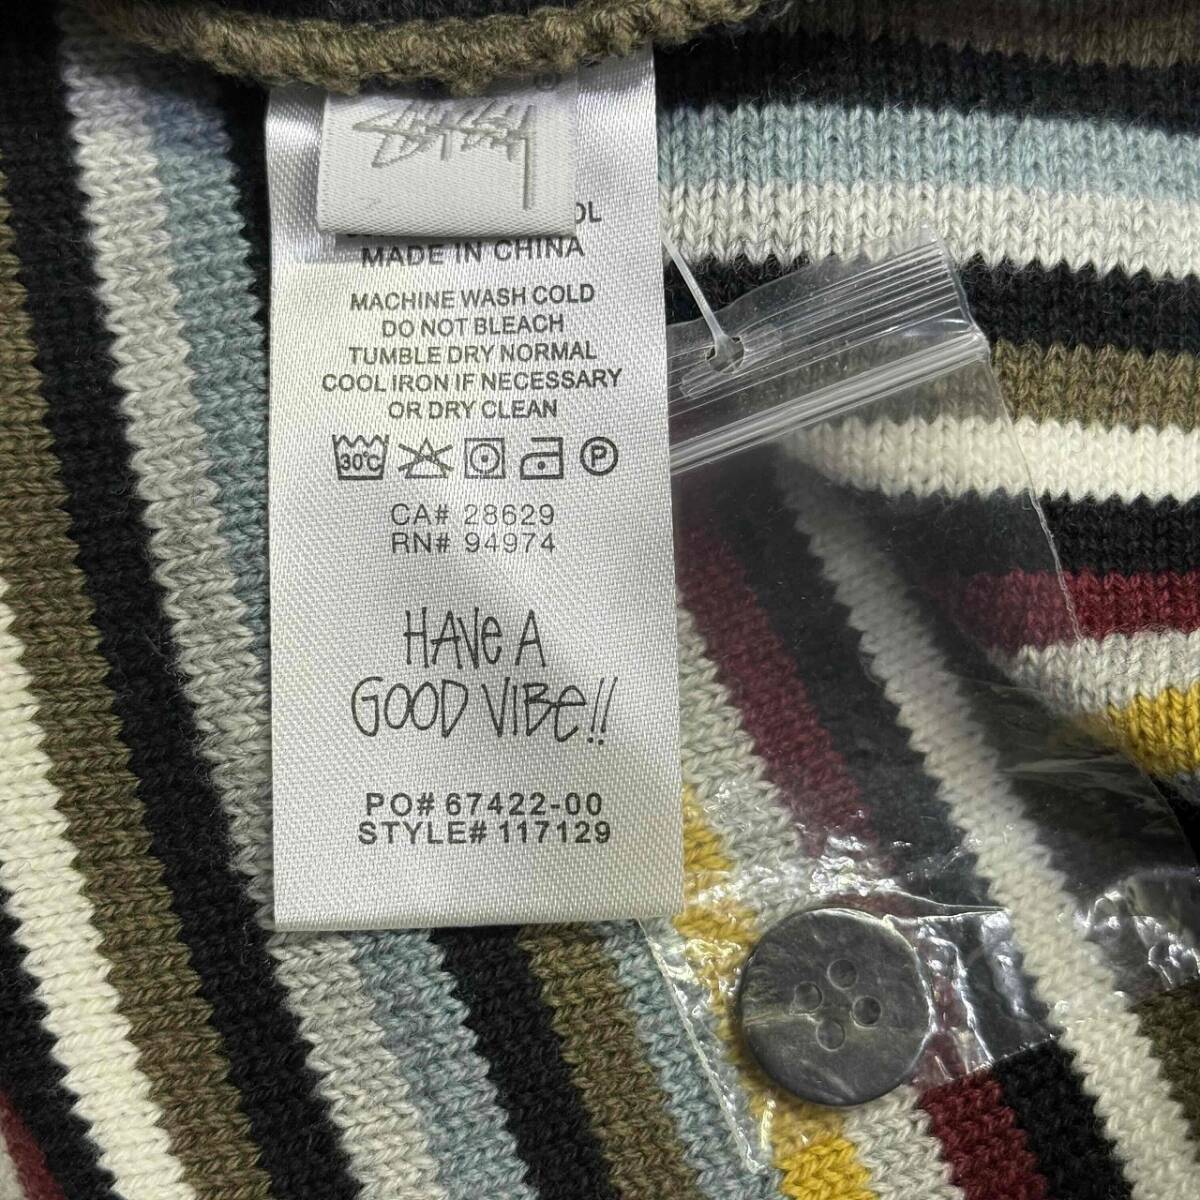 STÜSSY
MADE IN CHINA
MACHINE WASH COLD
DO NOT BLEACH
TUMBLE DRY NORMAL
COOL IRON IF NECESSARY
OR DRY CLEAN
30°C P
CA# 28629
RN# 94974
HAVe A
GOOD VIBe!!
PO# 67422-00
STYLE# 117129